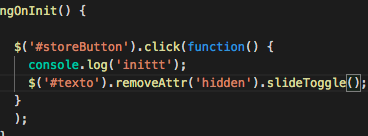 ngOnInit() {
$('#storeButton').click(function() {
console.log('inittt');
$('#texto').removeAttr('hidden').slideToggle();
}
);